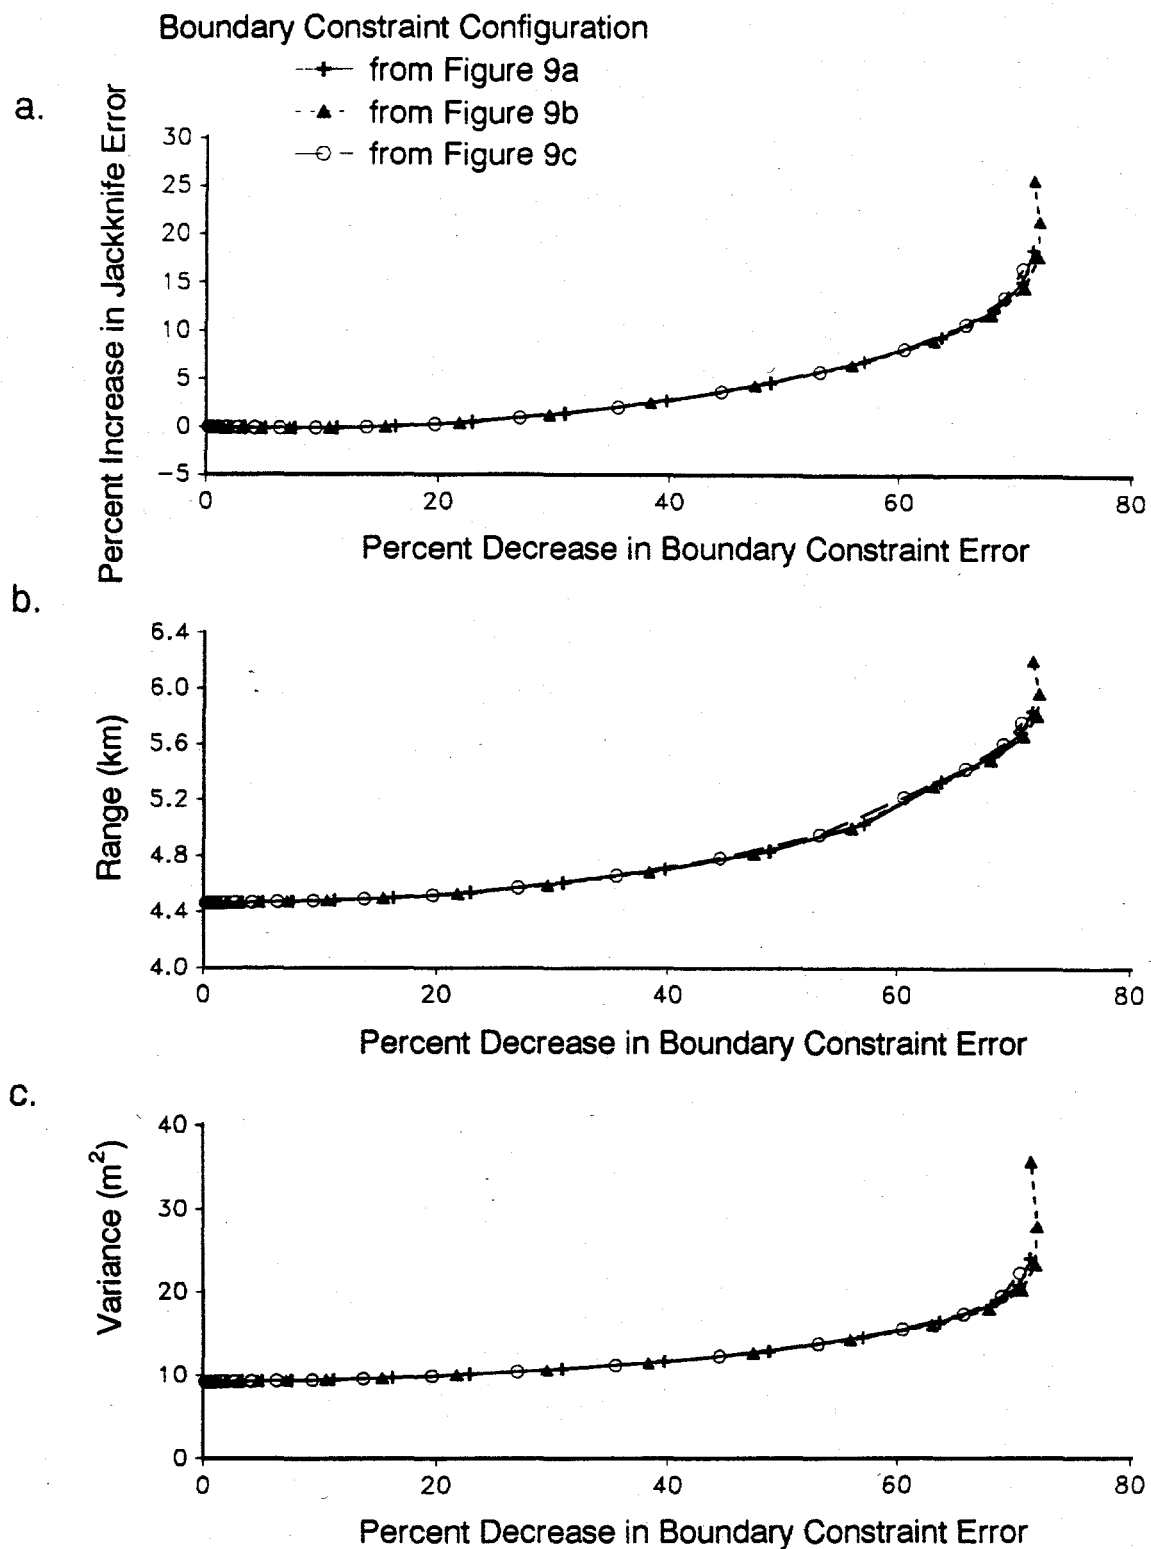 Boundary Constraint Configuration
from Figure 9a
from Figure 9b
from Figure 9c
a.
Percent Increase in Jackknife Error
30
25
20
15
10
5
0
−5
0 20 40 60 80
Percent Decrease in Boundary Constraint Error
b.
Range (km)
6.4
6.0
5.6
5.2
4.8
4.4
4.0
0 20 40 60 80
Percent Decrease in Boundary Constraint Error
c.
Variance (m²)
40
30
20
10
0
0 20 40 60 80
Percent Decrease in Boundary Constraint Error